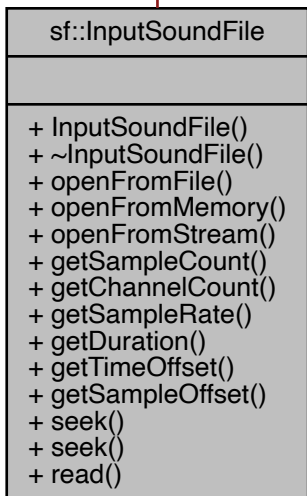 sf::InputSoundFile
+ InputSoundFile()
+ ~InputSoundFile()
+ openFromFile()
+ openFromMemory()
+ openFromStream()
+ getSampleCount()
+ getChannelCount()
+ getSampleRate()
+ getDuration()
+ getTimeOffset()
+ getSampleOffset()
+ seek()
+ seek()
+ read()